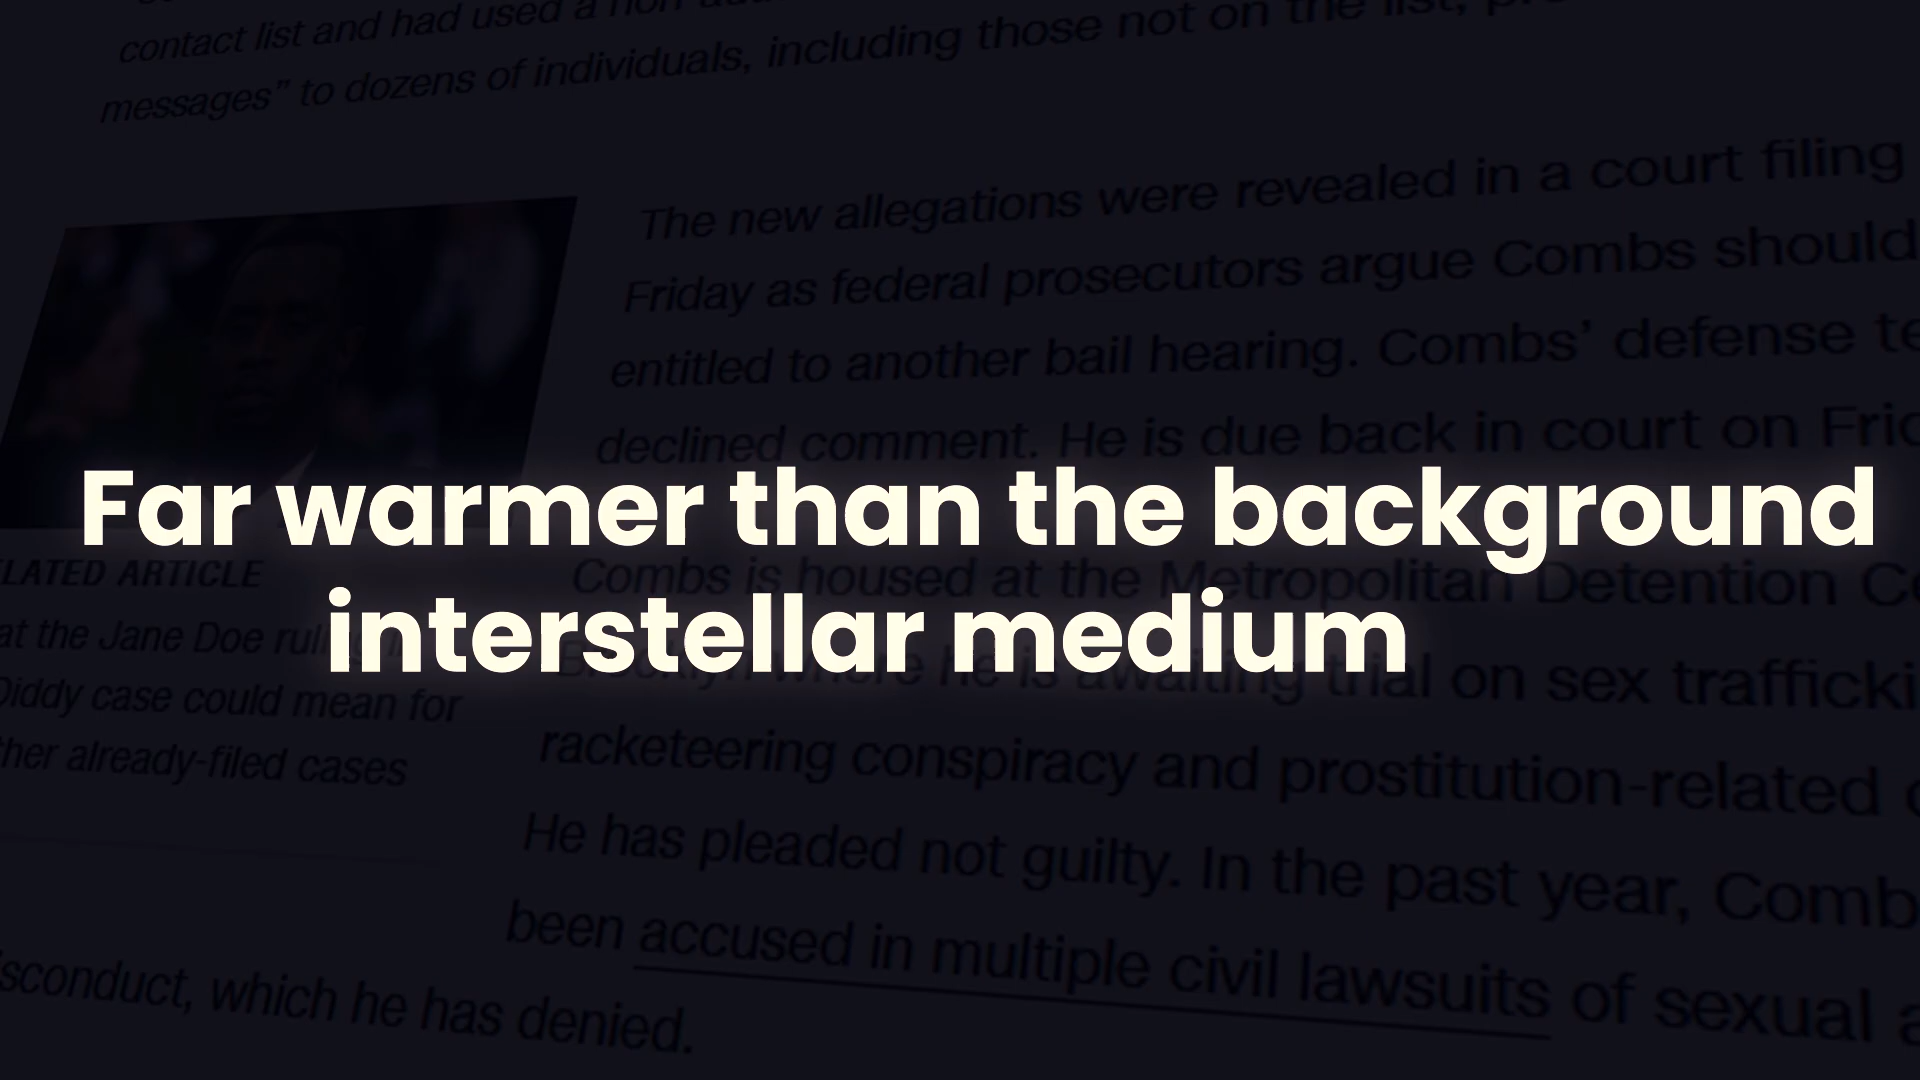 contact list and had used a non
messages” to dozens of individuals, including those not on the list,
The new allegations were revealed in a court filing
Friday as federal prosecutors argue Combs should
entitled to another bail hearing. Combs’ defense
declined comment. He is due back in court on
Far warmer than the background
interstellar medium
Combs is housed at the Metropolitan Detention
where he is awaiting trial on sex
racketeering conspiracy and prostitution-related
He has pleaded not guilty. In the past year,
been accused in multiple civil lawsuits of sexual
ARTICLE
at the Jane Doe
Diddy case could mean for
already-filed cases
which he has denied.